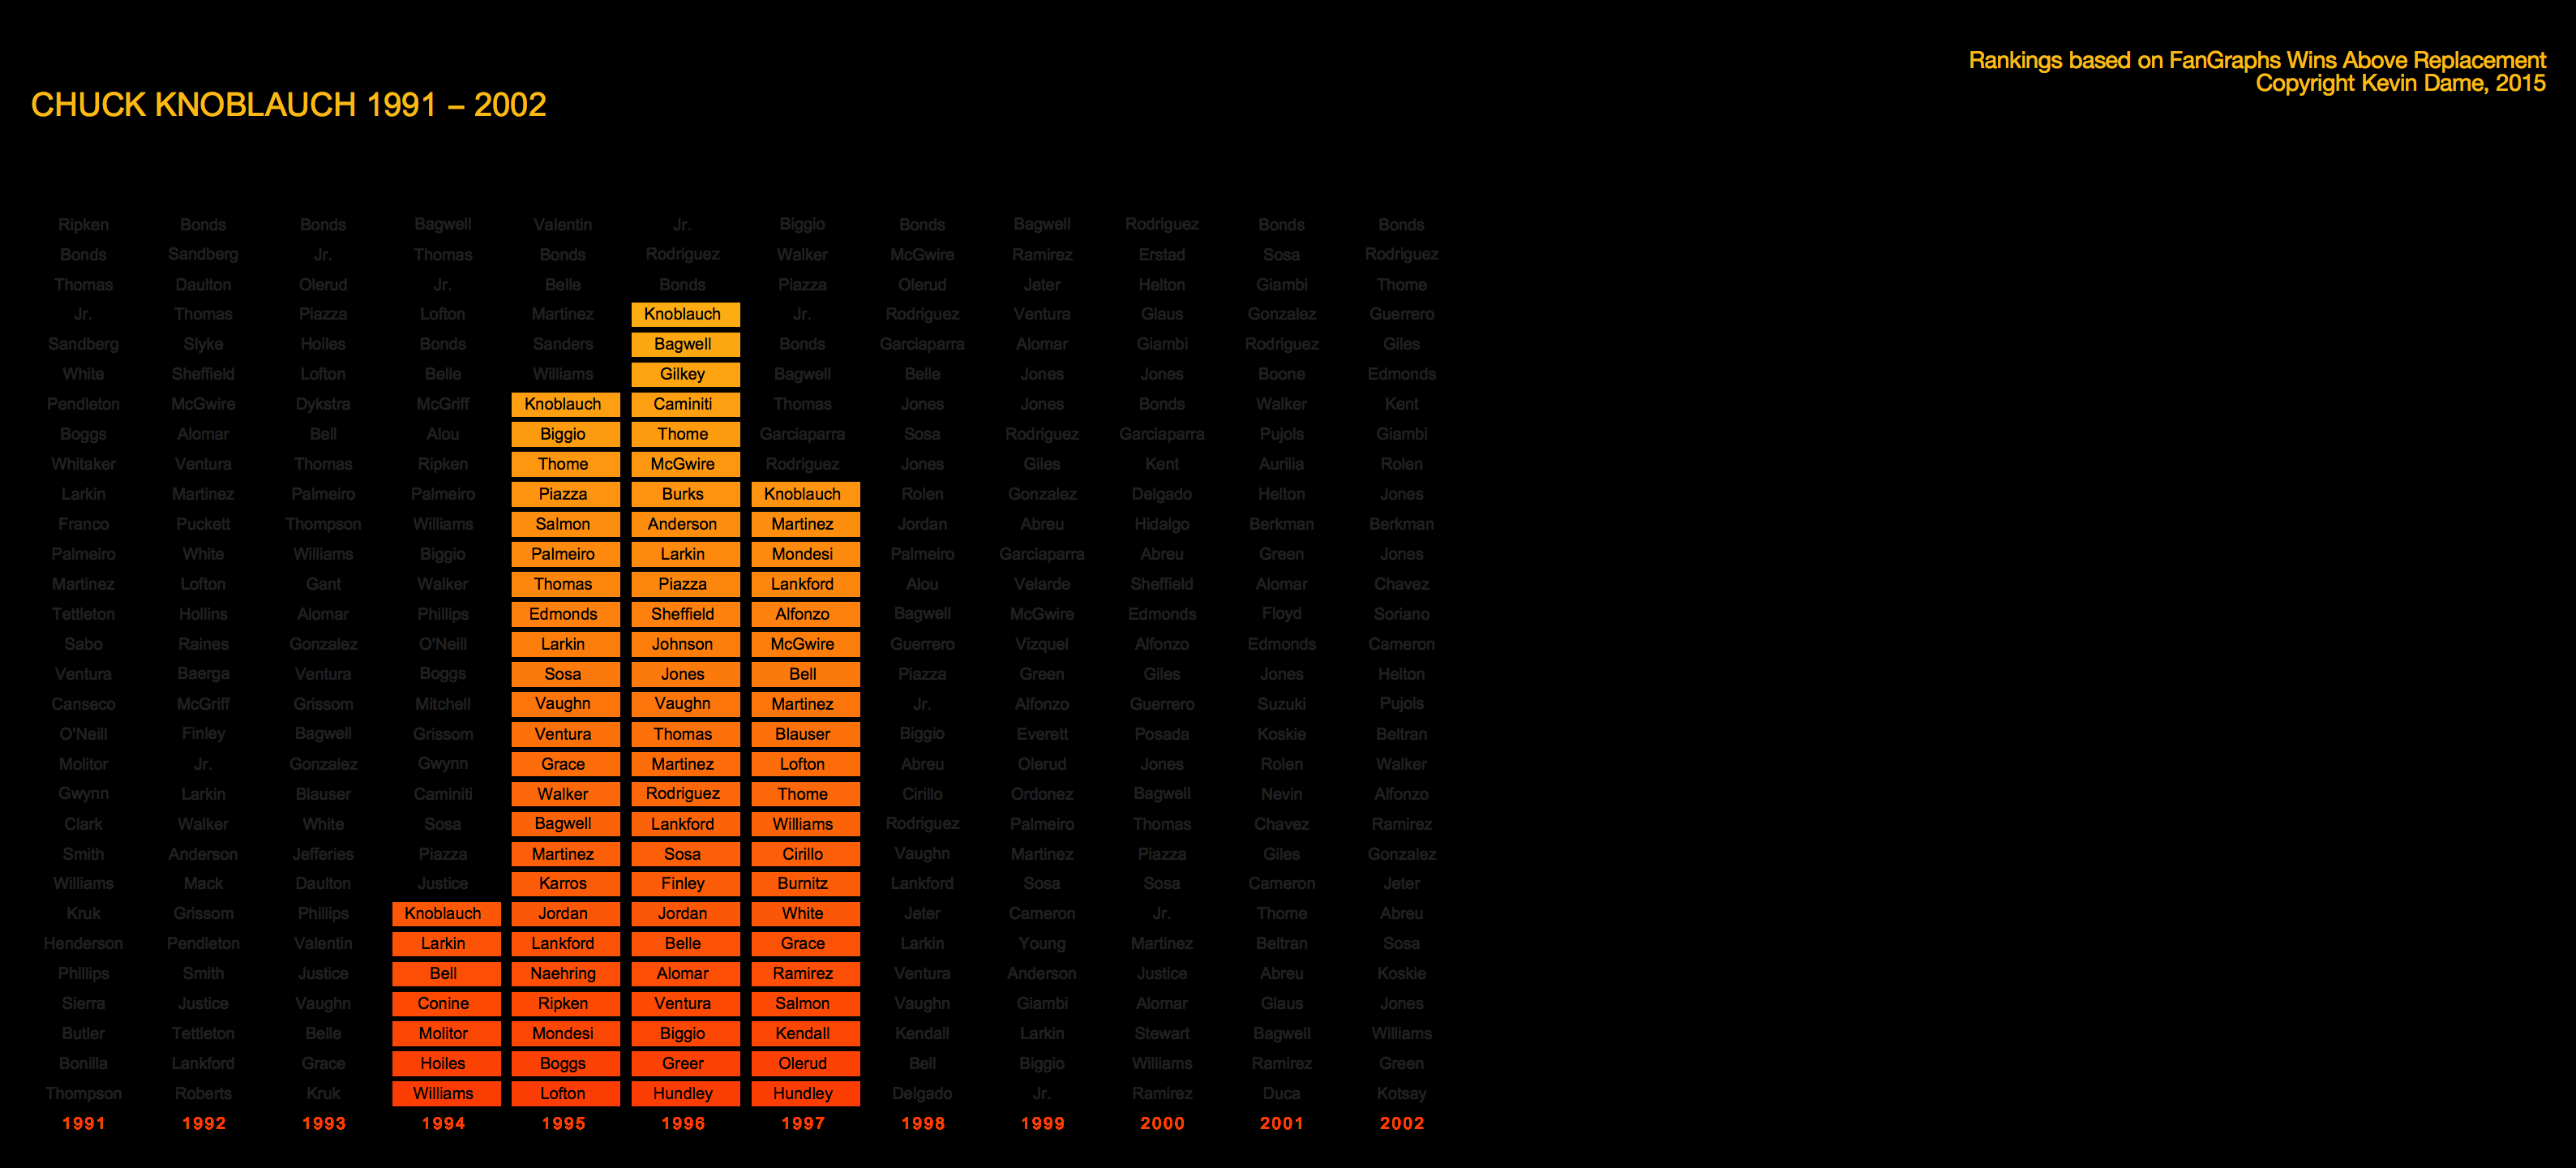 Rankings based on FanGraphs Wins Above Replacement
Copyright Kevin Dame, 2015
CHUCK KNOBLAUCH 1991 – 2002
Ripken Bonds Bonds Bagwell Valentin Jr. Biggio Bonds Bagwell Rodriguez Bonds Bonds
Bonds Sandberg Jr. Thomas Bonds Rodriguez Walker McGwire Ramirez Erstad Sosa Rodriguez
Thomas Daulton Olerud Jr. Belle Bonds Piazza Olerud Jeter Helton Giambi Thome
Jr. Thomas Piazza Lofton Martinez Knoblauch Jr. Rodriguez Ventura Glaus Gonzalez Guerrero
Sandberg Slyke Hoiles Bonds Sanders Bagwell Bonds Garciaparra Alomar Giambi Rodriguez Giles
White Sheffield Lofton Belle Williams Gilkey Bagwell Belle Jones Jones Boone Edmonds
Pendleton McGwire Dykstra McGriff Knoblauch Caminiti Thomas Jones Jones Bonds Walker Kent
Boggs Alomar Bell Alou Biggio Thome Garciaparra Sosa Rodriguez Garciaparra Pujols Giambi
Whitaker Ventura Thomas Ripken Thome McGwire Rodriguez Jones Giles Kent Aurilia Rolen
Larkin Martinez Palmeiro Palmeiro Piazza Burks Knoblauch Rolen Gonzalez Delgado Helton Jones
Franco Puckett Thompson Williams Salmon Anderson Martinez Jordan Abreu Hidalgo Berkman Berkman
Palmeiro White Williams Biggio Palmeiro Larkin Mondesi Palmeiro Garciaparra Abreu Green Jones
Martinez Lofton Gant Walker Thomas Piazza Lankford Alou Velarde Sheffield Alomar Chavez
Tettleton Hollins Alomar Phillips Edmonds Sheffield Alfonzo Bagwell McGwire Edmonds Floyd Soriano
Sabo Raines Gonzalez O'Neill Larkin Johnson McGwire Guerrero Vizquel Alfonzo Edmonds Cameron
Ventura Baerga Ventura Boggs Sosa Jones Bell Piazza Green Giles Jones Helton
Canseco McGriff Grissom Mitchell Vaughn Vaughn Martinez Jr. Alfonzo Guerrero Suzuki Pujols
O'Neill Finley Bagwell Grissom Ventura Thomas Blauser Biggio Everett Posada Koskie Beltran
Molitor Jr. Gonzalez Gwynn Grace Martinez Lofton Abreu Olerud Jones Rolen Walker
Gwynn Larkin Blauser Caminiti Walker Rodriguez Thome Cirillo Ordonez Bagwell Nevin Alfonzo
Clark Walker White Sosa Bagwell Lankford Williams Rodriguez Palmeiro Thomas Chavez Ramirez
Smith Anderson Jefferies Piazza Martinez Sosa Cirillo Vaughn Martinez Piazza Giles Gonzalez
Williams Mack Daulton Justice Karros Finley Burnitz Lankford Sosa Sosa Cameron Jeter
Kruk Grissom Phillips Knoblauch Jordan Jordan White Jeter Cameron Jr. Thome Abreu
Henderson Pendleton Valentin Larkin Lankford Belle Grace Larkin Young Martinez Beltran Sosa
Phillips Smith Justice Bell Naehring Alomar Ramirez Ventura Anderson Justice Abreu Koskie
Sierra Justice Vaughn Conine Ripken Ventura Salmon Vaughn Giambi Alomar Glaus Jones
Butler Tettleton Belle Molitor Mondesi Biggio Kendall Kendall Larkin Stewart Bagwell Williams
Bonilla Lankford Grace Hoiles Boggs Greer Olerud Bell Biggio Williams Ramirez Green
Thompson Roberts Kruk Williams Lofton Hundley Hundley Delgado Jr. Ramirez Duca Kotsay
1991 1992 1993 1994 1995 1996 1997 1998 1999 2000 2001 2002